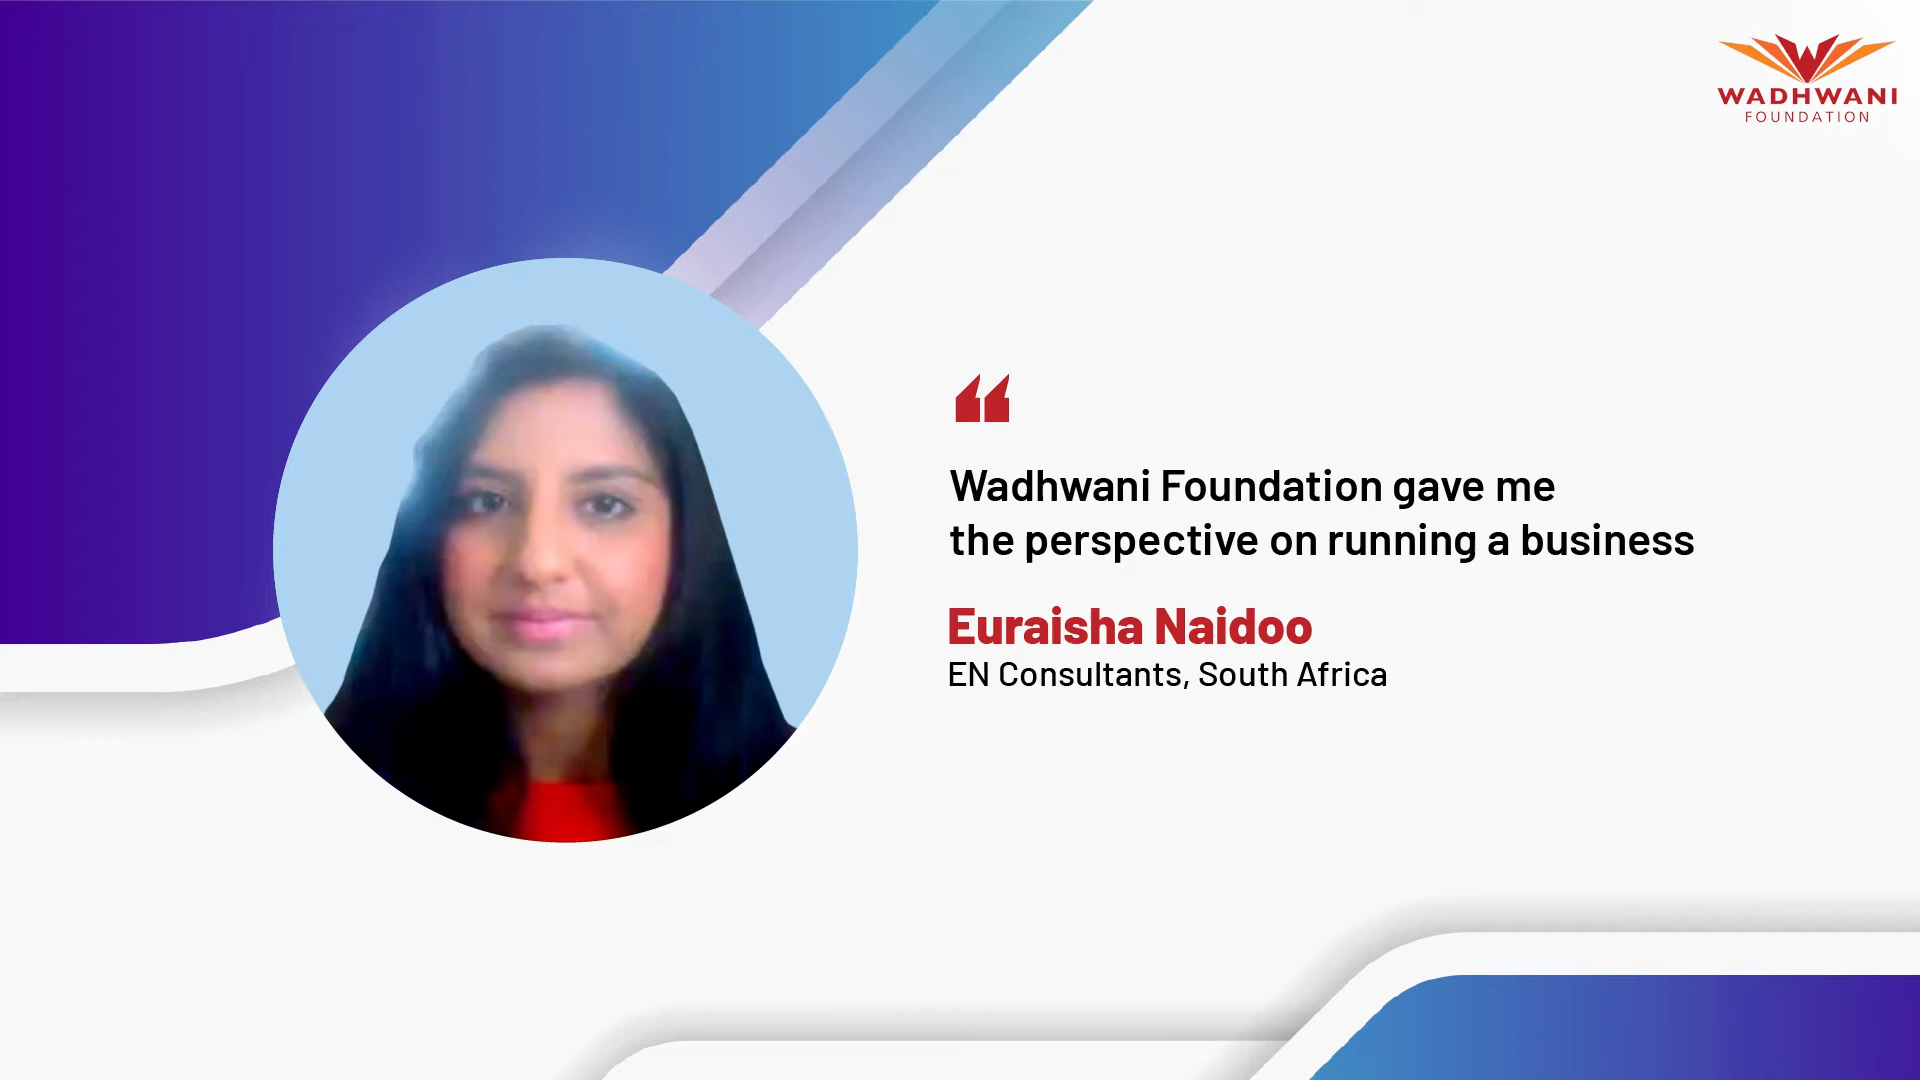 WADHWANI
FOUNDATION
“
Wadhwani Foundation gave me
the perspective on running a business
Euraisha Naidoo
EN Consultants, South Africa